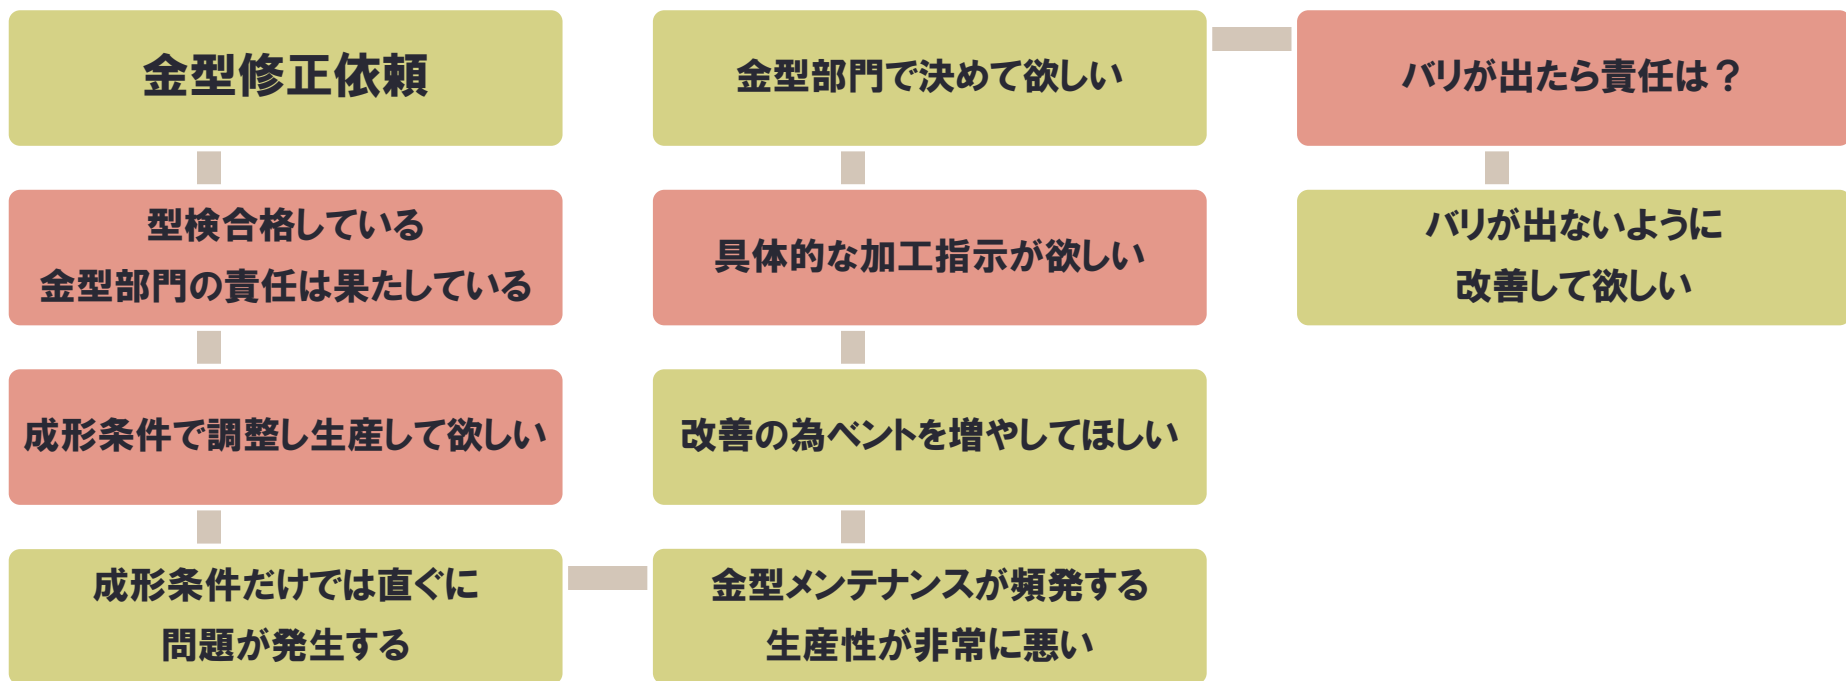 金型修正依頼
型検合格している
金型部門の責任は果たしている
成形条件で調整し生産して欲しい
成形条件だけでは直ぐに
問題が発生する
金型メンテナンスが頻発する
生産性が非常に悪い
改善の為ベントを増やしてほしい
具体的な加工指示が欲しい
金型部門で決めて欲しい
バリが出たら責任は？
バリが出ないように
改善して欲しい